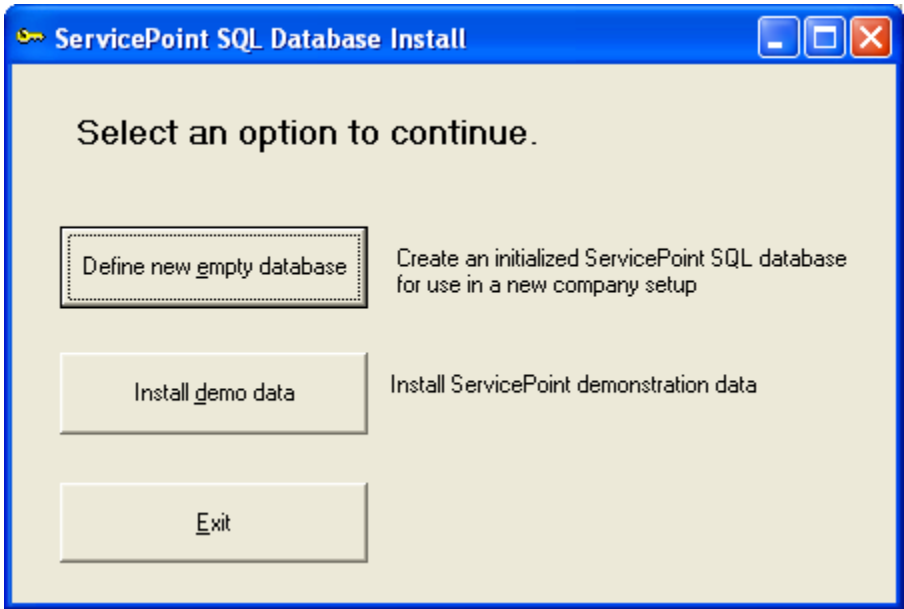 ServicePoint SQL Database Install
Select an option to continue.
Define new empty database
Create an initialized ServicePoint SQL database
for use in a new company setup
Install demo data
Install ServicePoint demonstration data
Exit